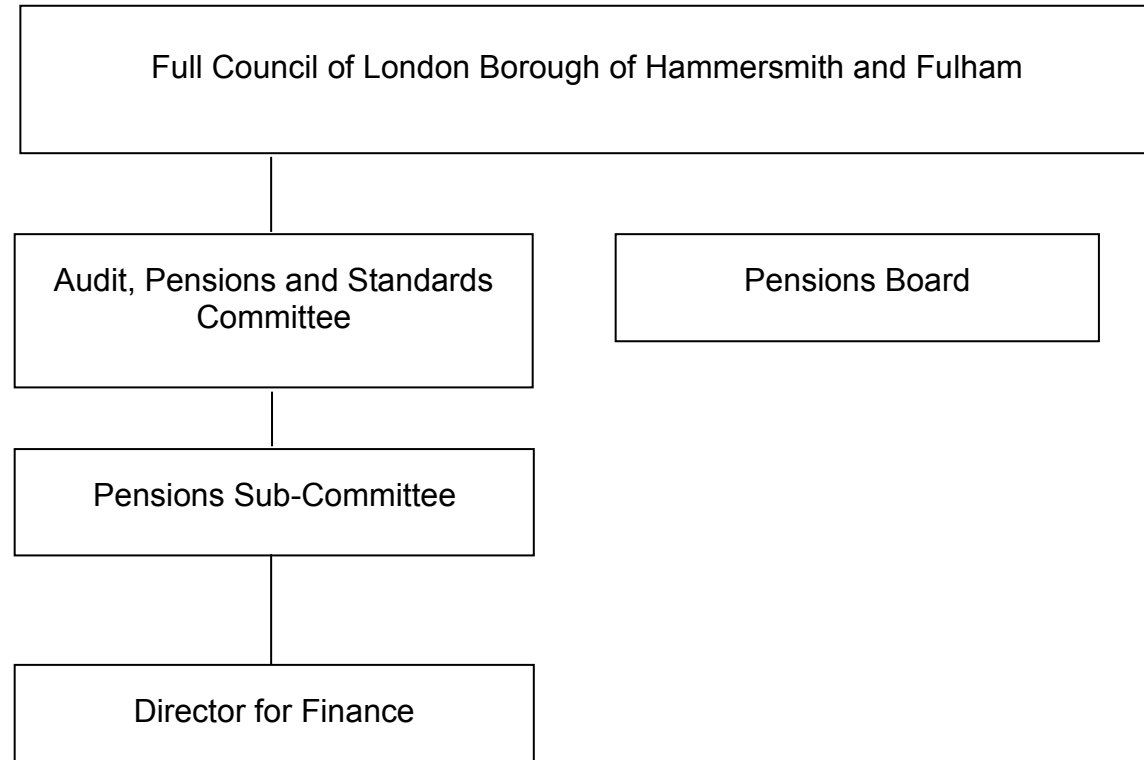 Full Council of London Borough of Hammersmith and Fulham
Audit, Pensions and Standards
Committee
Pensions Board
Pensions Sub-Committee
Director for Finance